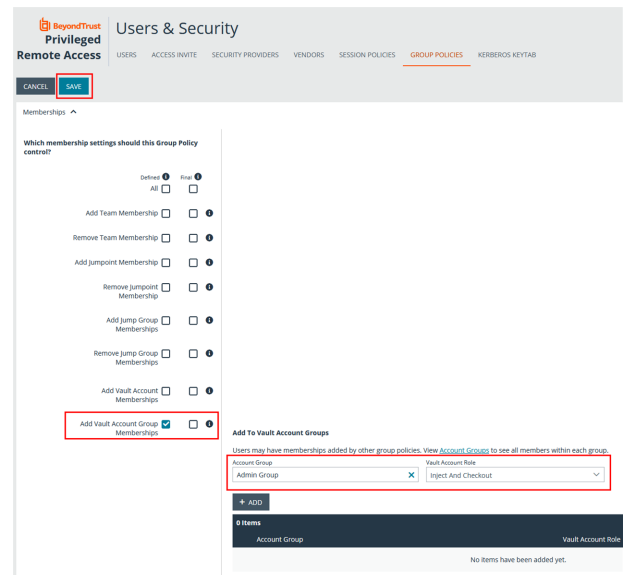 BeyondTrust
Privileged
Remote Access
Users & Security
USERS ACCESS INVITE SECURITY PROVIDERS VENDORS SESSION POLICIES GROUP POLICIES KERBEROS KEYTAB
CANCEL SAVE
Memberships
Which membership settings should this Group Policy
control?
Defined Final
All
Add Team Membership
Remove Team Membership
Add Jumpoint Membership
Remove Jumpoint
Membership
Add Jump Group
Memberships
Remove Jump Group
Memberships
Add Vault Account
Memberships
Add Vault Account Group
Memberships
Add To Vault Account Groups
Users may have memberships added by other group policies. View Account Groups to see all members within each group.
Account Group Vault Account Role
Admin Group Inject And Checkout
+ ADD
0 Items
Account Group Vault Account Role
No items have been added yet.